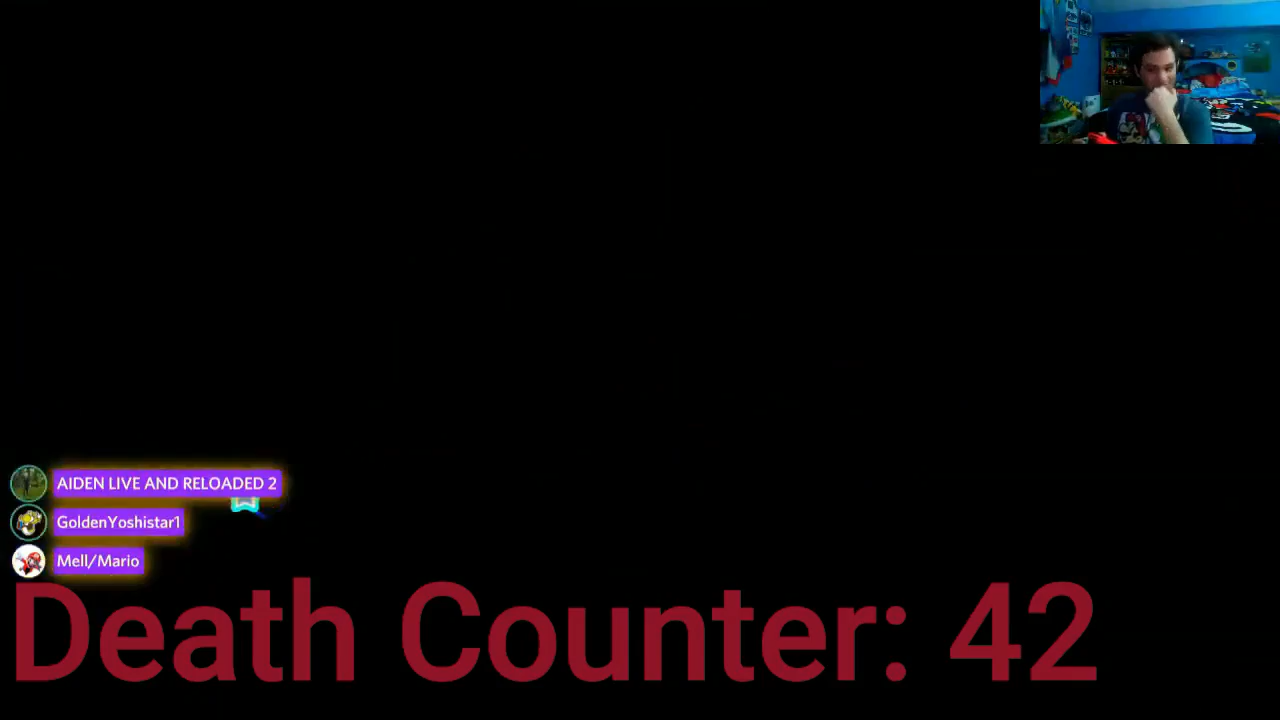 AIDEN LIVE AND RELOADED 2
GoldenYoshistar1
Mell/Mario
Death Counter: 42